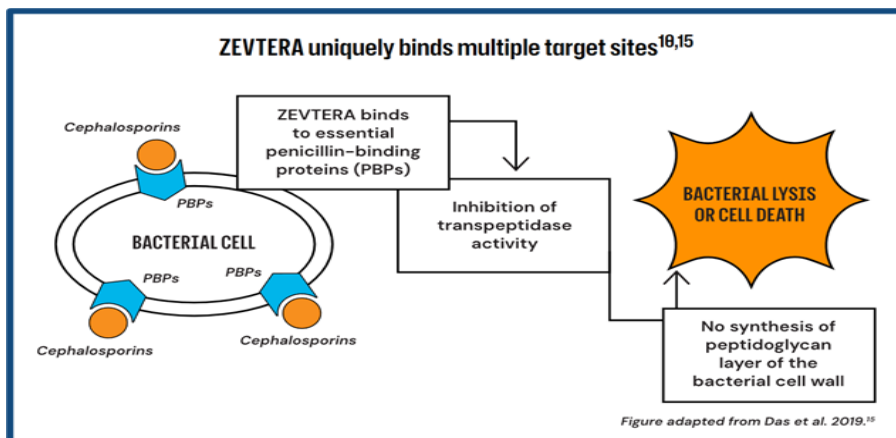 ZEVTERA uniquely binds multiple target sites¹⁸,¹⁵
Cephalosporins
PBPs
ZEVTERA binds
to essential
penicillin-binding
proteins (PBPs)
Inhibition of
transpeptidase
activity
BACTERIAL LYSIS
OR CELL DEATH
BACTERIAL CELL
PBPs
PBPs
Cephalosporins
Cephalosporins
No synthesis of
peptidoglycan
layer of the
bacterial cell wall
Figure adapted from Das et al. 2019.¹⁵